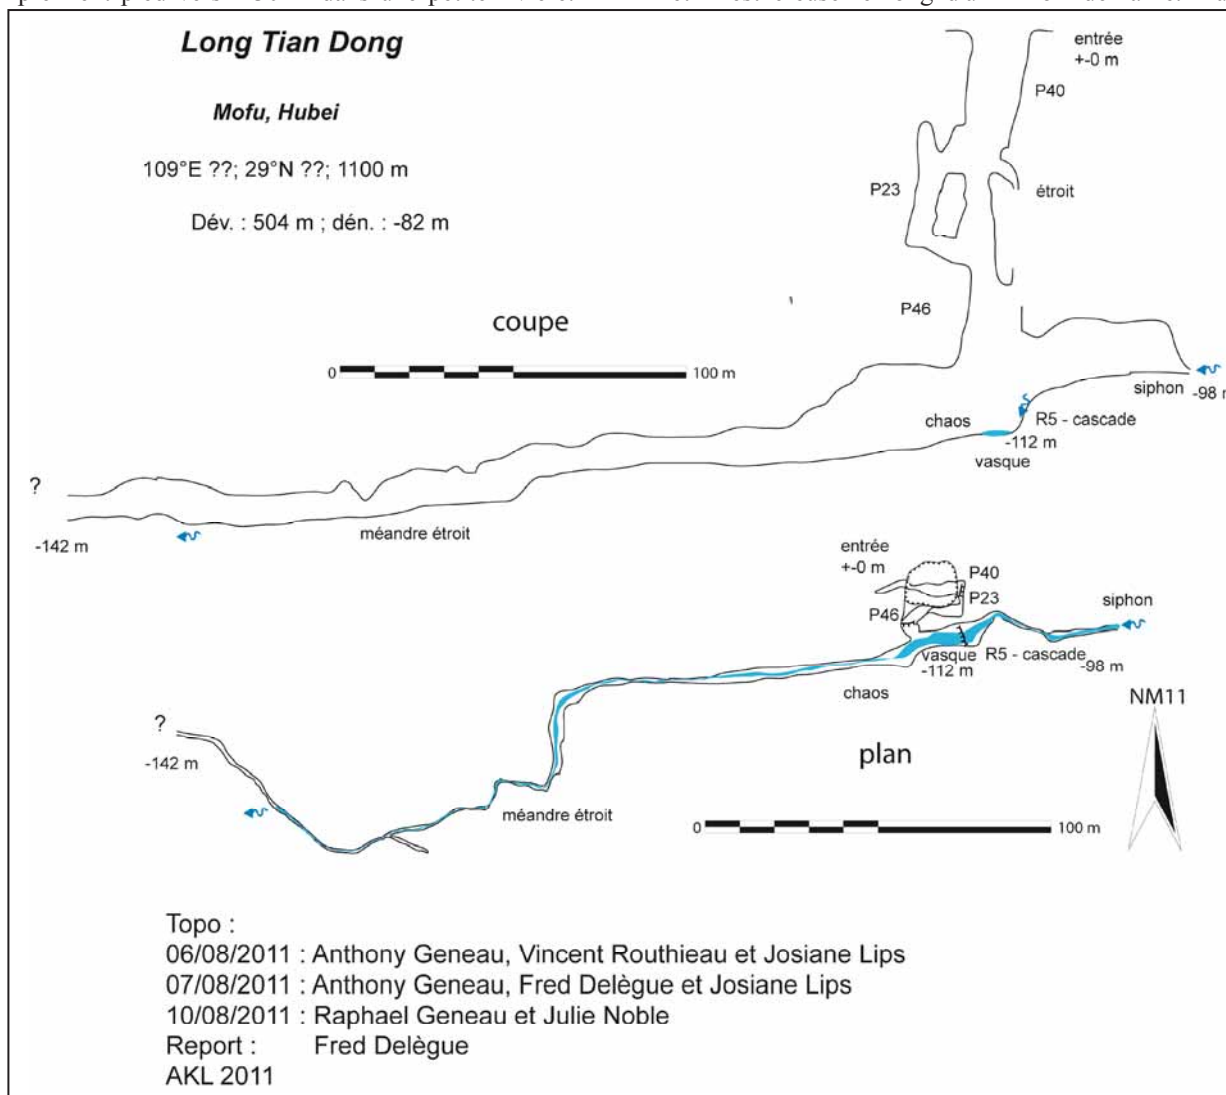 Long Tian Dong
Mofu, Hubei
109°E ??; 29°N ??; 1100 m
Dév. : 504 m ; dén. : -82 m
entrée
+-0 m
P40
P23
étroit
P46
coupe
0
100 m
siphon
-98 m
chaos
R5 - cascade
-112 m
vasque
?
-142 m
méandre étroit
entrée
+-0 m
P40
P23
P46
siphon
vasque
R5 - cascade
-112 m
-98 m
chaos
NM11
?
-142 m
plan
méandre étroit
0
100 m
Topo :
06/08/2011 : Anthony Geneau, Vincent Routhieau et Josiane Lips
07/08/2011 : Anthony Geneau, Fred Delègue et Josiane Lips
10/08/2011 : Raphael Geneau et Julie Noble
Report : Fred Delègue
AKL 2011